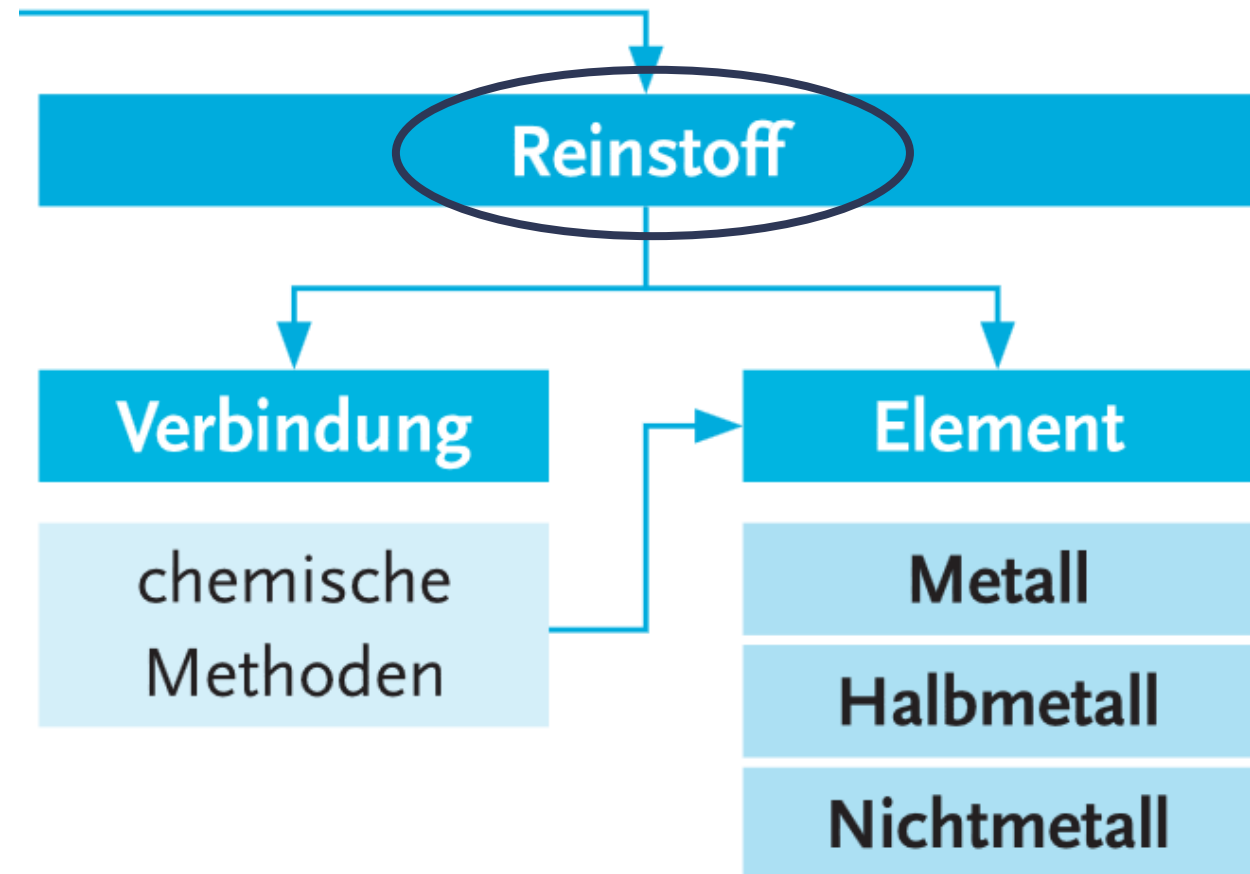 Reinstoff
Verbindung
Element
chemische
Methoden
Metall
Halbmetall
Nichtmetall